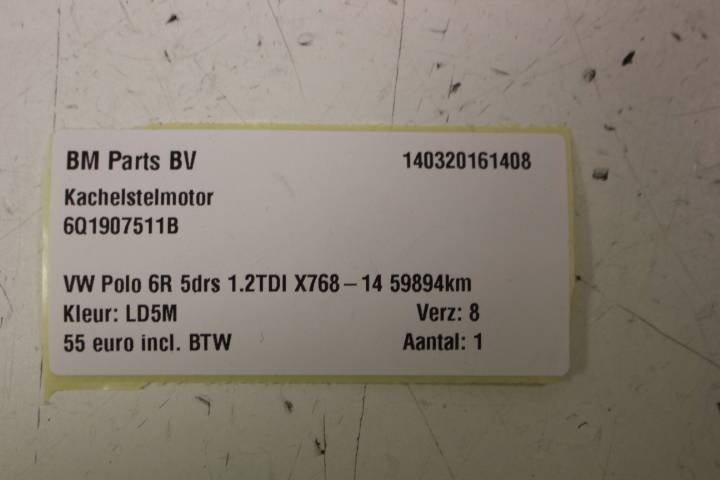 BM Parts BV 140320161408
Kachelstelmotor
6Q1907511B
VW Polo 6R 5drs 1.2TDI X768–14 59894km
Kleur: LD5M Verz: 8
55 euro incl. BTW Aantal: 1